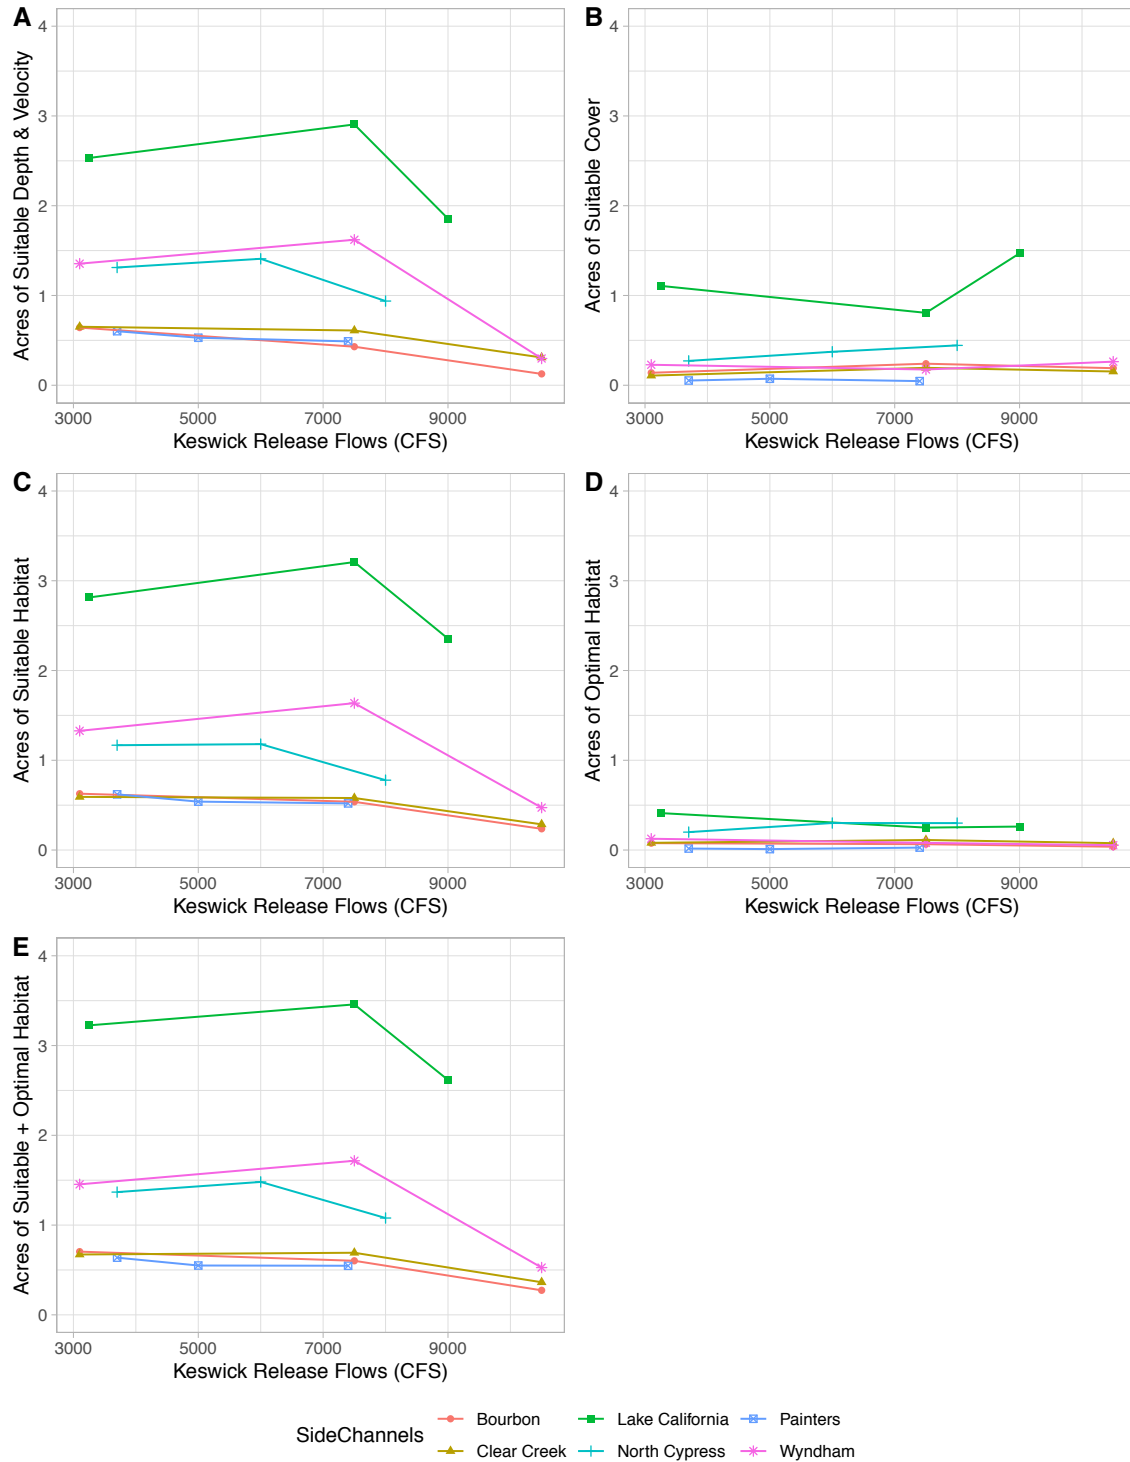 A
B
4
3
2
1
0
Acres of Suitable Depth & Velocity
3000 5000 7000 9000
Keswick Release Flows (CFS)
4
3
2
1
0
Acres of Suitable Cover
3000 5000 7000 9000
Keswick Release Flows (CFS)
C
D
4
3
2
1
0
Acres of Suitable Habitat
3000 5000 7000 9000
Keswick Release Flows (CFS)
4
3
2
1
0
Acres of Optimal Habitat
3000 5000 7000 9000
Keswick Release Flows (CFS)
E
4
3
2
1
0
Acres of Suitable + Optimal Habitat
3000 5000 7000 9000
Keswick Release Flows (CFS)
SideChannels
Bourbon Lake California Painters
Clear Creek North Cypress Wyndham